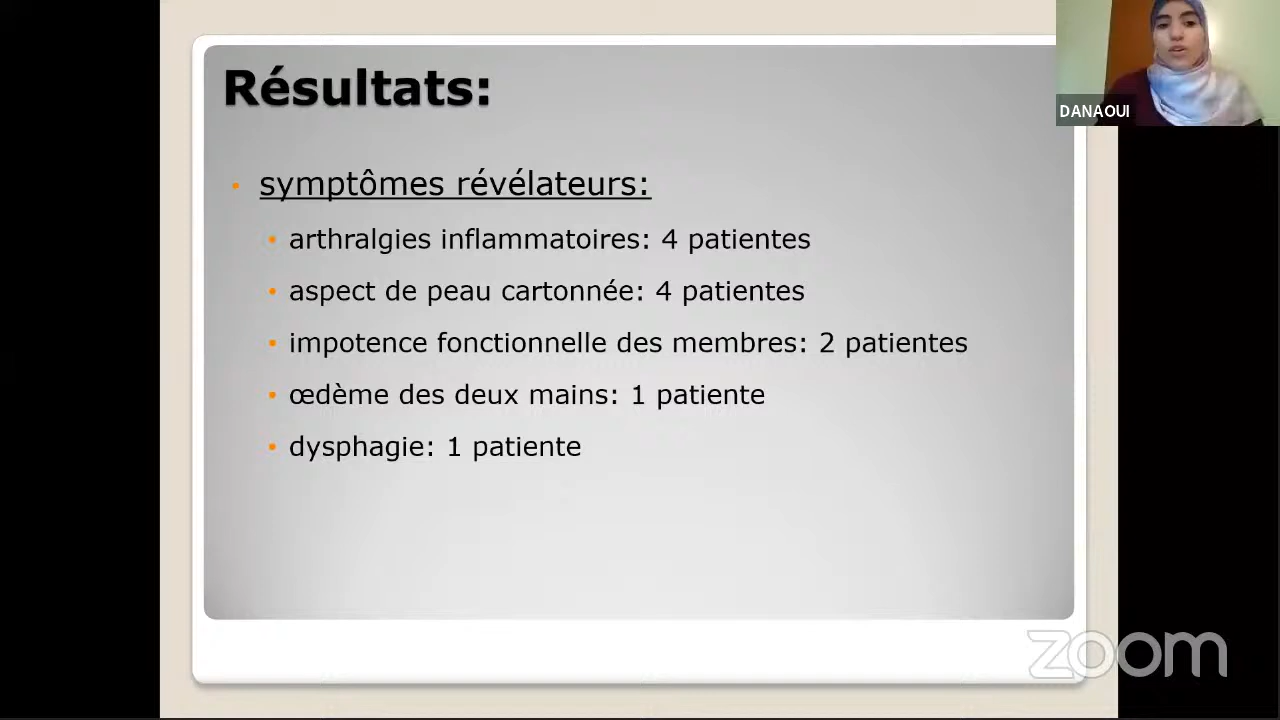 Résultats:
symptômes révélateurs:
arthralgies inflammatoires: 4 patientes
aspect de peau cartonnée: 4 patientes
impotence fonctionnelle des membres: 2 patientes
œdème des deux mains: 1 patiente
dysphagie: 1 patiente
DANAOUI
zoom